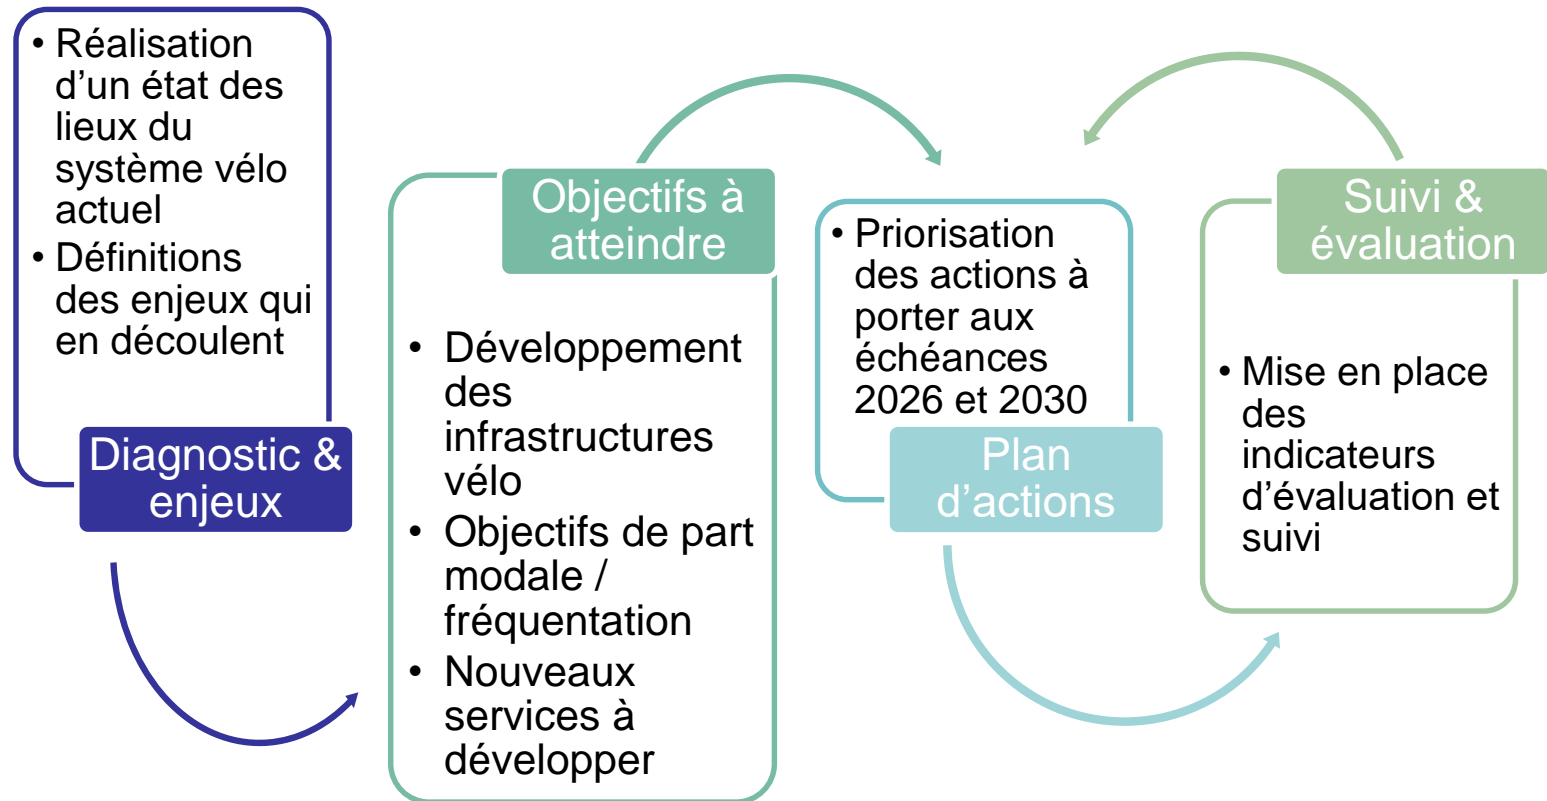 • Réalisation
d’un état des
lieux du
système vélo
actuel
• Définitions
des enjeux qui
en découlent
Diagnostic &
enjeux
Objectifs à
atteindre
• Développement
des
infrastructures
vélo
• Objectifs de part
modale /
fréquentation
• Nouveaux
services à
développer
• Priorisation
des actions à
porter aux
échéances
2026 et 2030
Plan
d’actions
Suivi &
évaluation
• Mise en place
des
indicateurs
d’évaluation et
suivi